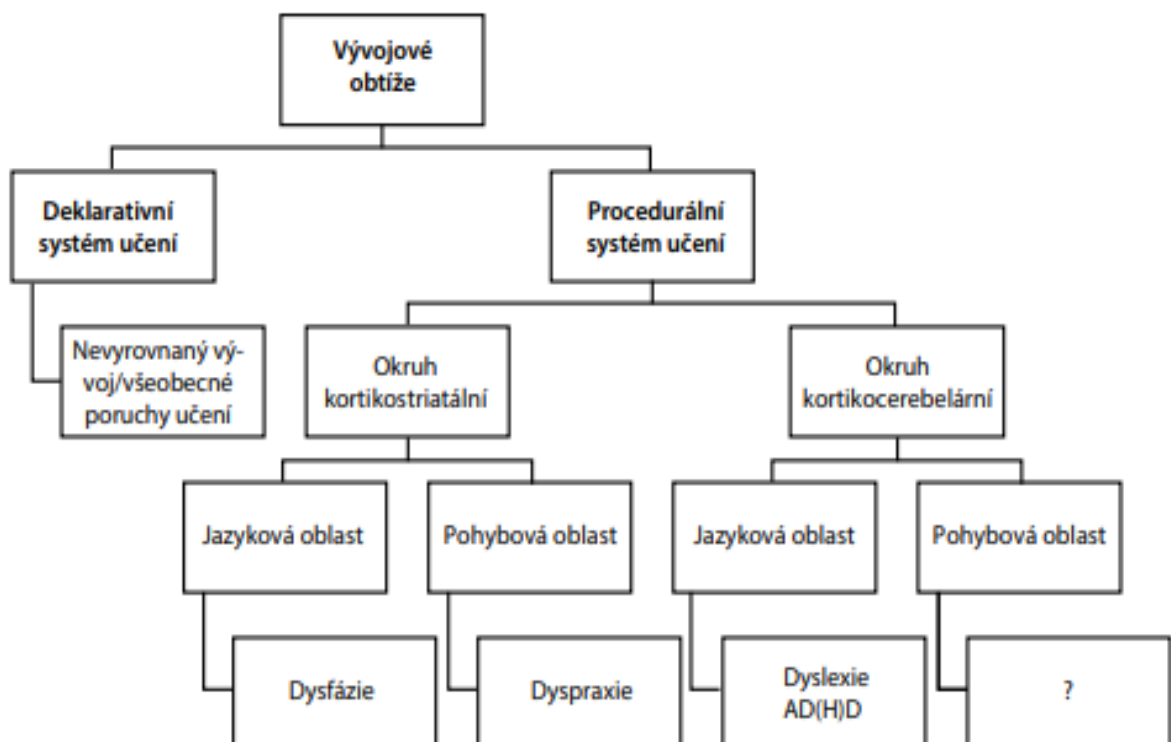 Vývojové
obtíže
Deklarativní
systém učení
Procedurální
systém učení
Nevyrovnaný vý-
voj/všeobecné
poruchy učení
Okruh
kortikostriatální
Okruh
kortikocerebelární
Jazyková oblast
Pohybová oblast
Jazyková oblast
Pohybová oblast
Dysfázie
Dyspraxie
Dyslexie
AD(H)D
?